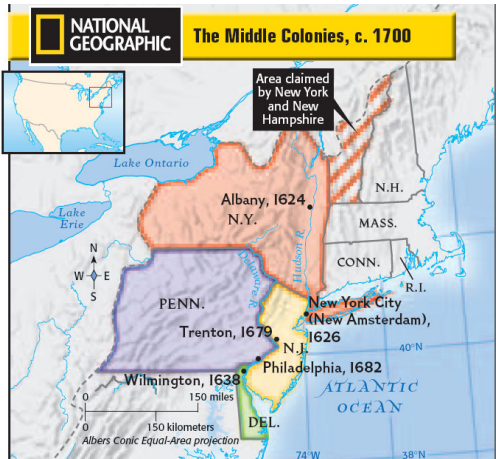 NATIONAL
GEOGRAPHIC
The Middle Colonies, c. 1700
Area claimed
by New York
and New
Hampshire
Lake Ontario
N.H.
Albany, 1624
N.Y.
Lake
Erie
MASS.
Hudson R.
CONN.
N
W E
S
Delaware R.
R.I.
PENN.
New York City
(New Amsterdam),
1626
Trenton, 1679
N.J.
40°N
Philadelphia, 1682
Wilmington, 1638
ATLANTIC
OCEAN
0 150 miles
0 150 kilometers
Albers Conic Equal-Area projection
DEL.
74°W
38°N